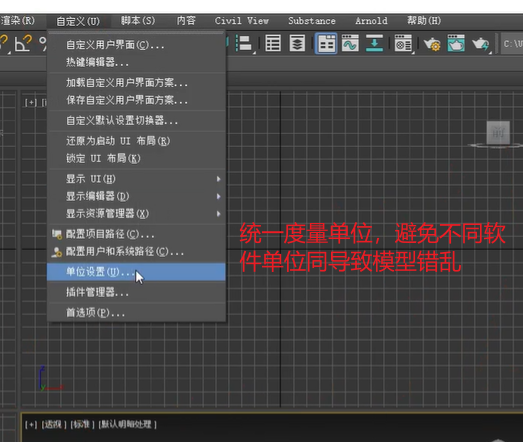 渲染(R) 自定义(U) 脚本(S) 内容 Civil View Substance Arnold 帮助(H)
C:\U
自定义用户界面(C)...
热键编辑器...
加载自定义用户界面方案...
保存自定义用户界面方案...
自定义默认设置切换器...
还原为启动 UI 布局(R)
锁定 UI 布局(K)
显示 UI(H)
显示编辑器(D)
显示资源管理器(X)
配置项目路径(C)...
配置用户和系统路径(C)...
单位设置(U)...
插件管理器...
首选项(P)...
[+]
前
统一度量单位，避免不同软
件单位同导致模型错乱
[+] [透视] [标准] [默认明暗处理]